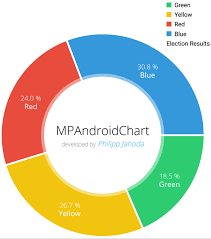 Green
Yellow
Red
Blue
Election Results
30.8 %
Blue
24.0 %
Red
MPAndroidChart
developed by Philipp Jahoda
18.5 %
Green
26.7 %
Yellow